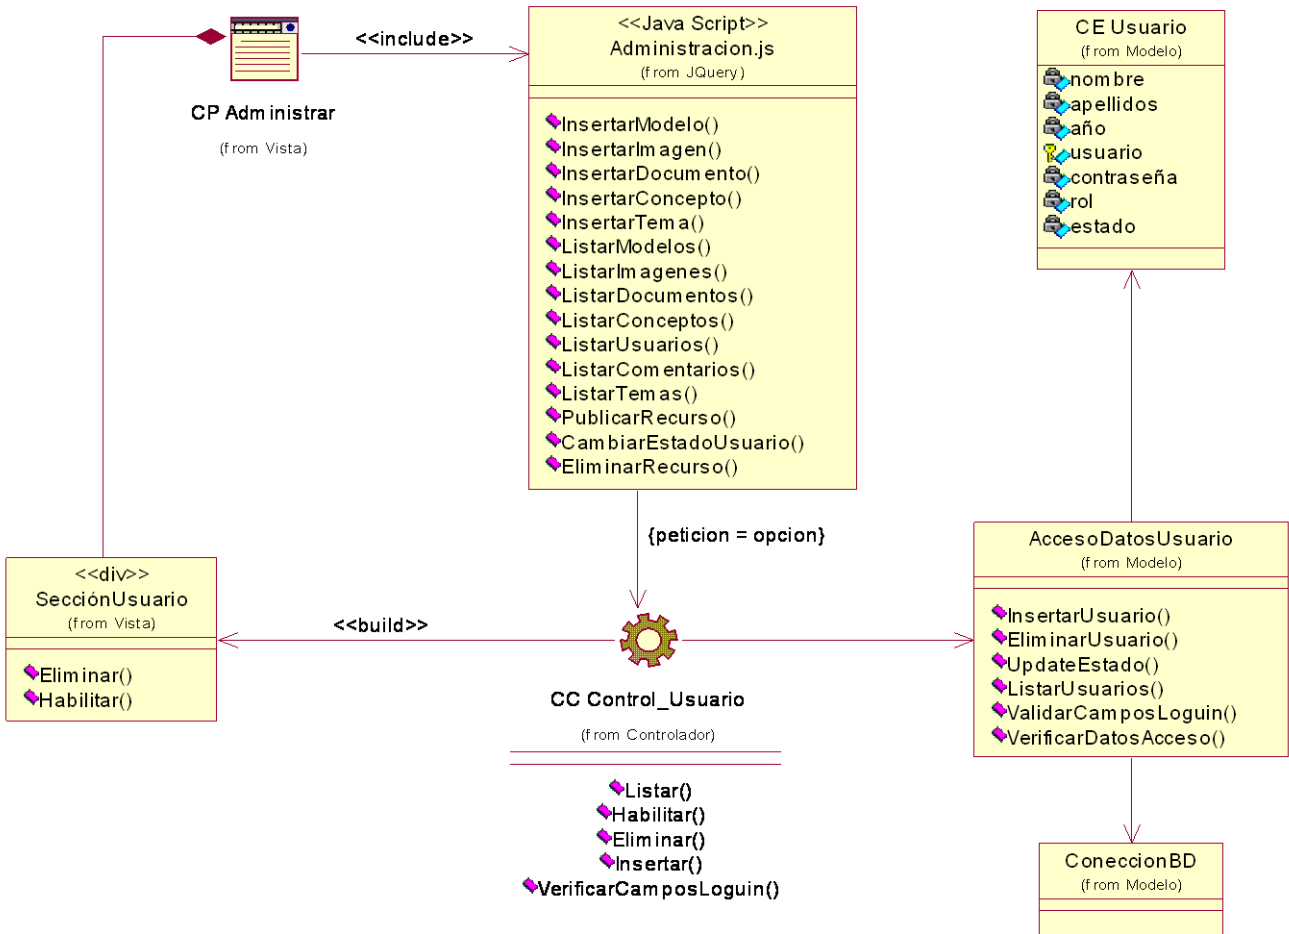 CP Administrar
(from Vista)
<<include>>
<<Java Script>>
Administracion.js
(from JQuery)
InsertarModelo()
InsertarImagen()
InsertarDocumento()
InsertarConcepto()
InsertarTema()
ListarModelos()
ListarImagenes()
ListarDocumentos()
ListarConceptos()
ListarUsuarios()
ListarComentarios()
ListarTemas()
PublicarRecurso()
CambiarEstadoUsuario()
EliminarRecurso()
CE Usuario
(from Modelo)
nombre
apellidos
año
usuario
contraseña
rol
estado
{peticion = opcion}
<<div>>
SecciónUsuario
(from Vista)
Eliminar()
Habilitar()
<<build>>
CC Control_Usuario
(from Controlador)
Listar()
Habilitar()
Eliminar()
Insertar()
VerificarCamposLoguin()
AccesoDatosUsuario
(from Modelo)
InsertarUsuario()
EliminarUsuario()
UpdateEstado()
ListarUsuarios()
ValidarCamposLoguin()
VerificarDatosAcceso()
ConeccionBD
(from Modelo)